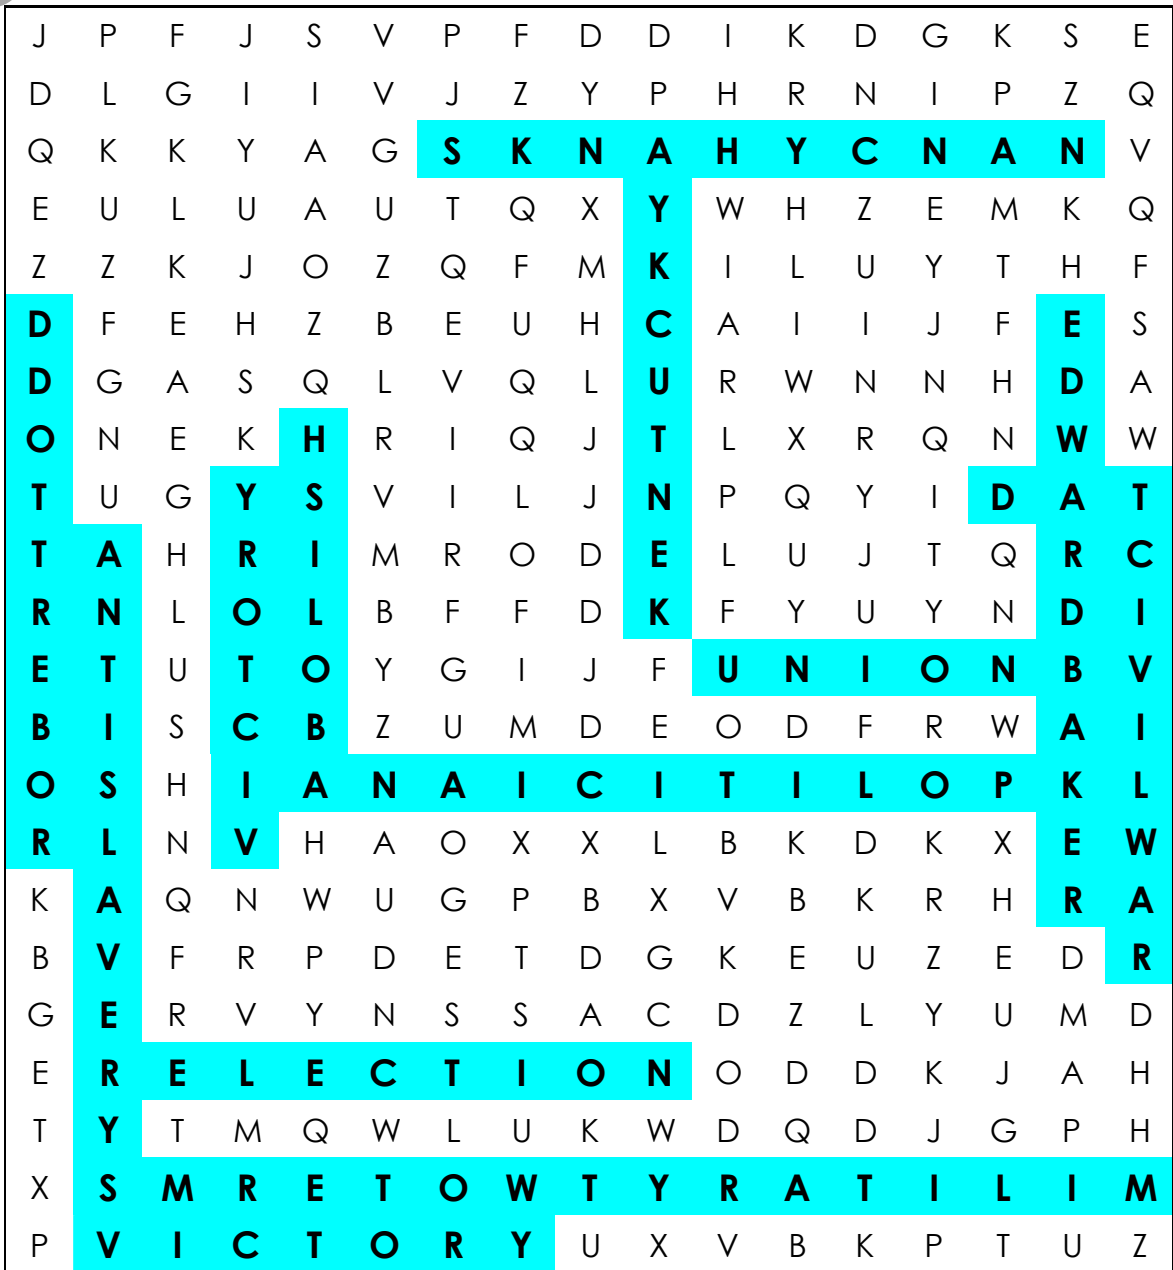 J P F J S V P F D D I K D G K S E
D L G I I V J Z Y P H R N I P Z Q
Q K K Y A G S K N A H Y C N A N V
E U L U A U T Q X Y W H Z E M K Q
Z Z K J O Z Q F M K I L U Y T H F
D F E H Z B E U H C A I I J F E S
D G A S Q L V Q L U R W N N H D A
O N E K H R I Q J T L X R Q N W W
T U G Y S V I L J N P Q Y I D A T
T A H R I M R O D E L U J T Q R C
R N L O L B F F D K F Y U Y N D I
E T U T O Y G I J F U N I O N B V
B I S C B Z U M D E O D F R W A I
O S H I A N A I C I T I L O P K L
R L N V H A O X X L B K D K X E W
K A Q N W U G P B X V B K R H R A
B V F R P D E T D G K E U Z E D R
G E R V Y N S S A C D Z L Y U M D
E R E L E C T I O N O D D K J A H
T Y T M Q W L U K W D Q D J G P H
X S M R E T O W T Y R A T I L I M
P V I C T O R Y U X V B K P T U Z